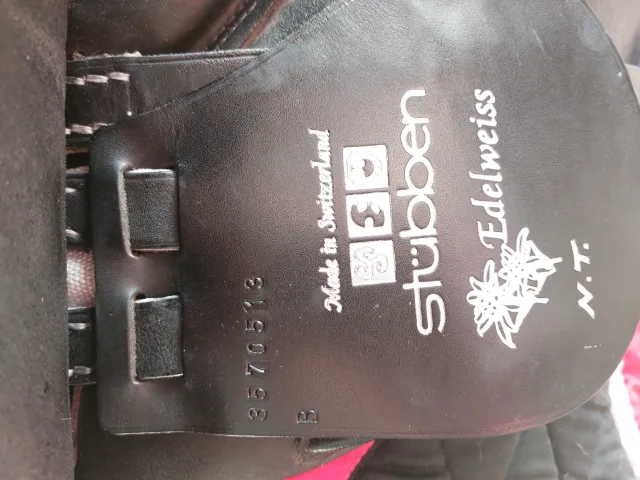 Made in Switzerland
stübben
Edelweiss
N.T.
3570513
B